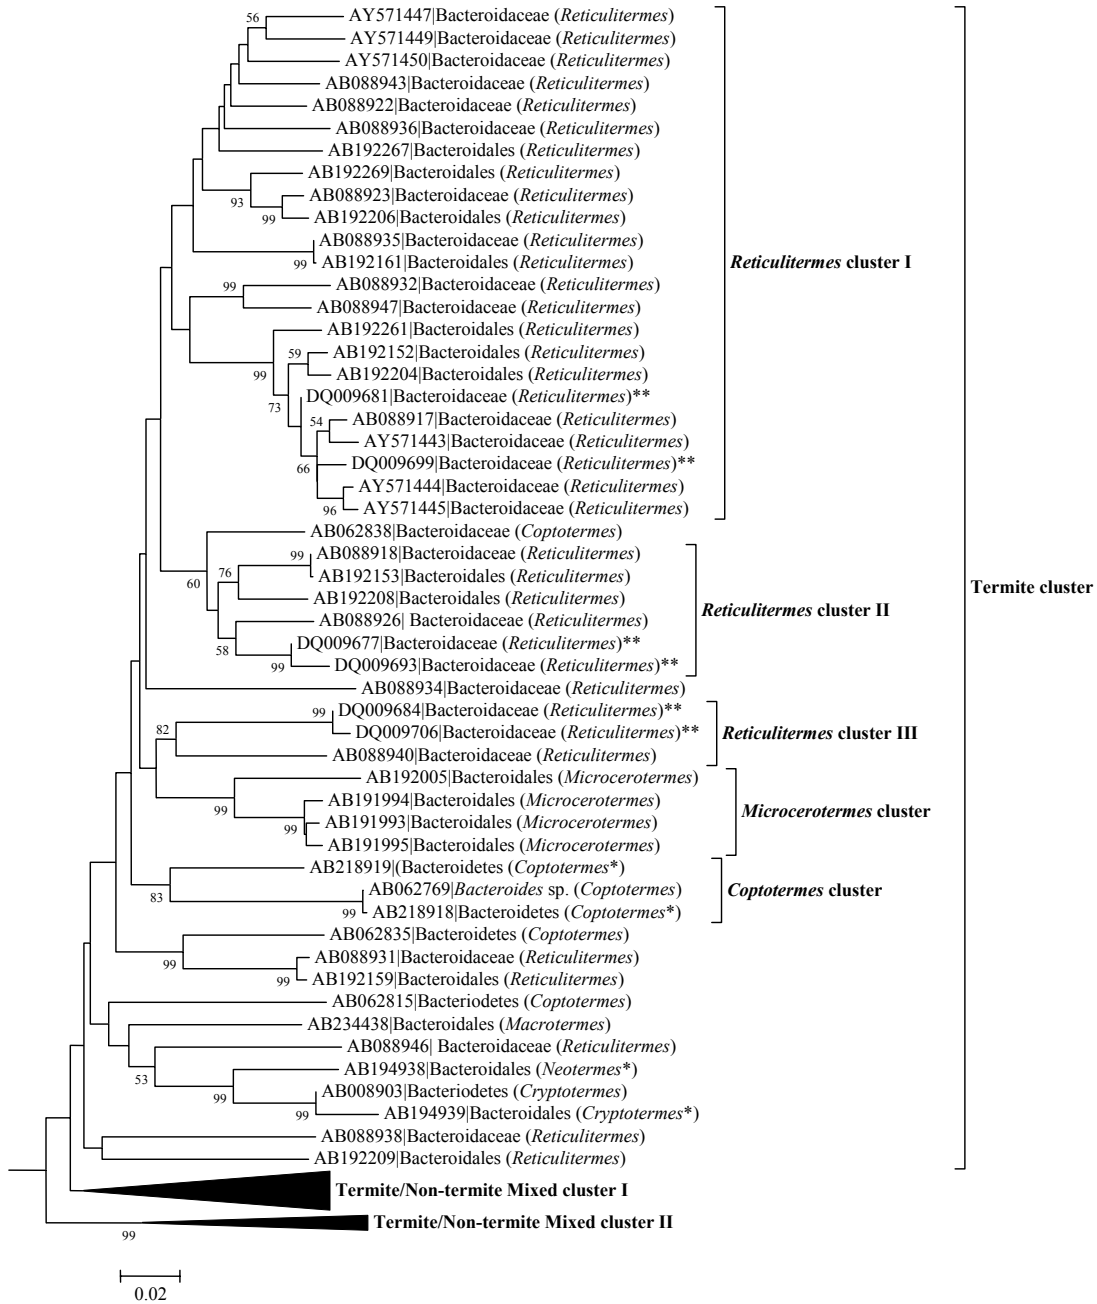 56
AY571447|Bacteroidaceae (Reticulitermes)
AY571449|Bacteroidaceae (Reticulitermes)
AY571450|Bacteroidaceae (Reticulitermes)
AB088943|Bacteroidaceae (Reticulitermes)
AB088922|Bacteroidaceae (Reticulitermes)
AB088936|Bacteroidaceae (Reticulitermes)
AB192267|Bacteroidales (Reticulitermes)
AB192269|Bacteroidales (Reticulitermes)
93
AB088923|Bacteroidaceae (Reticulitermes)
99
AB192206|Bacteroidales (Reticulitermes)
AB088935|Bacteroidaceae (Reticulitermes)
99
AB192161|Bacteroidales (Reticulitermes)
Reticulitermes cluster I
99
AB088932|Bacteroidaceae (Reticulitermes)
AB088947|Bacteroidaceae (Reticulitermes)
AB192261|Bacteroidales (Reticulitermes)
59
AB192152|Bacteroidales (Reticulitermes)
99
AB192204|Bacteroidales (Reticulitermes)
DQ009681|Bacteroidaceae (Reticulitermes)**
73
54
AB088917|Bacteroidaceae (Reticulitermes)
AY571443|Bacteroidaceae (Reticulitermes)
66
DQ009699|Bacteroidaceae (Reticulitermes)**
AY571444|Bacteroidaceae (Reticulitermes)
96
AY571445|Bacteroidaceae (Reticulitermes)
AB062838|Bacteroidaceae (Coptotermes)
99
AB088918|Bacteroidaceae (Reticulitermes)
60
76
AB192153|Bacteroidales (Reticulitermes)
Termite cluster
AB192208|Bacteroidales (Reticulitermes)
Reticulitermes cluster II
AB088926| Bacteroidaceae (Reticulitermes)
58
DQ009677|Bacteroidaceae (Reticulitermes)**
99
DQ009693|Bacteroidaceae (Reticulitermes)**
AB088934|Bacteroidaceae (Reticulitermes)
99
DQ009684|Bacteroidaceae (Reticulitermes)**
82
DQ009706|Bacteroidaceae (Reticulitermes)**
Reticulitermes cluster III
AB088940|Bacteroidaceae (Reticulitermes)
AB192005|Bacteroidales (Microcerotermes)
99
AB191994|Bacteroidales (Microcerotermes)
Microcerotermes cluster
99
AB191993|Bacteroidales (Microcerotermes)
AB191995|Bacteroidales (Microcerotermes)
AB218919|(Bacteroidetes (Coptotermes*)
83
AB062769|Bacteroides sp. (Coptotermes)
Coptotermes cluster
99
AB218918|Bacteroidetes (Coptotermes*)
AB062835|Bacteroidetes (Coptotermes)
99
AB088931|Bacteroidaceae (Reticulitermes)
99
AB192159|Bacteroidales (Reticulitermes)
AB062815|Bacteriodetes (Coptotermes)
AB234438|Bacteroidales (Macrotermes)
AB088946| Bacteroidaceae (Reticulitermes)
53
AB194938|Bacteroidales (Neotermes*)
99
AB008903|Bacteriodetes (Cryptotermes)
99
AB194939|Bacteroidales (Cryptotermes*)
AB088938|Bacteroidaceae (Reticulitermes)
AB192209|Bacteroidales (Reticulitermes)
Termite/Non-termite Mixed cluster I
Termite/Non-termite Mixed cluster II
99
0.02